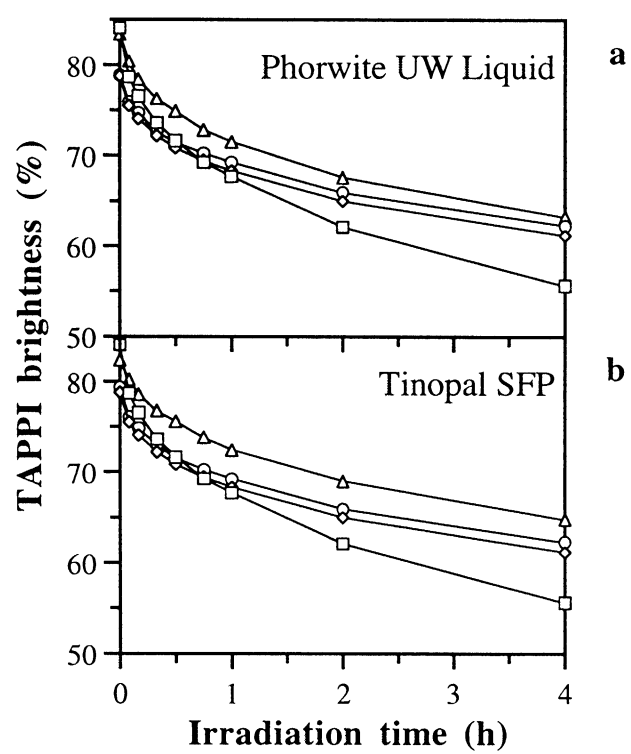 a
Phorwite UW Liquid
80
70
60
50
b
Tinopal SFP
80
70
60
50
0 1 2 3 4
Irradiation time (h)
TAPPI brightness (%)